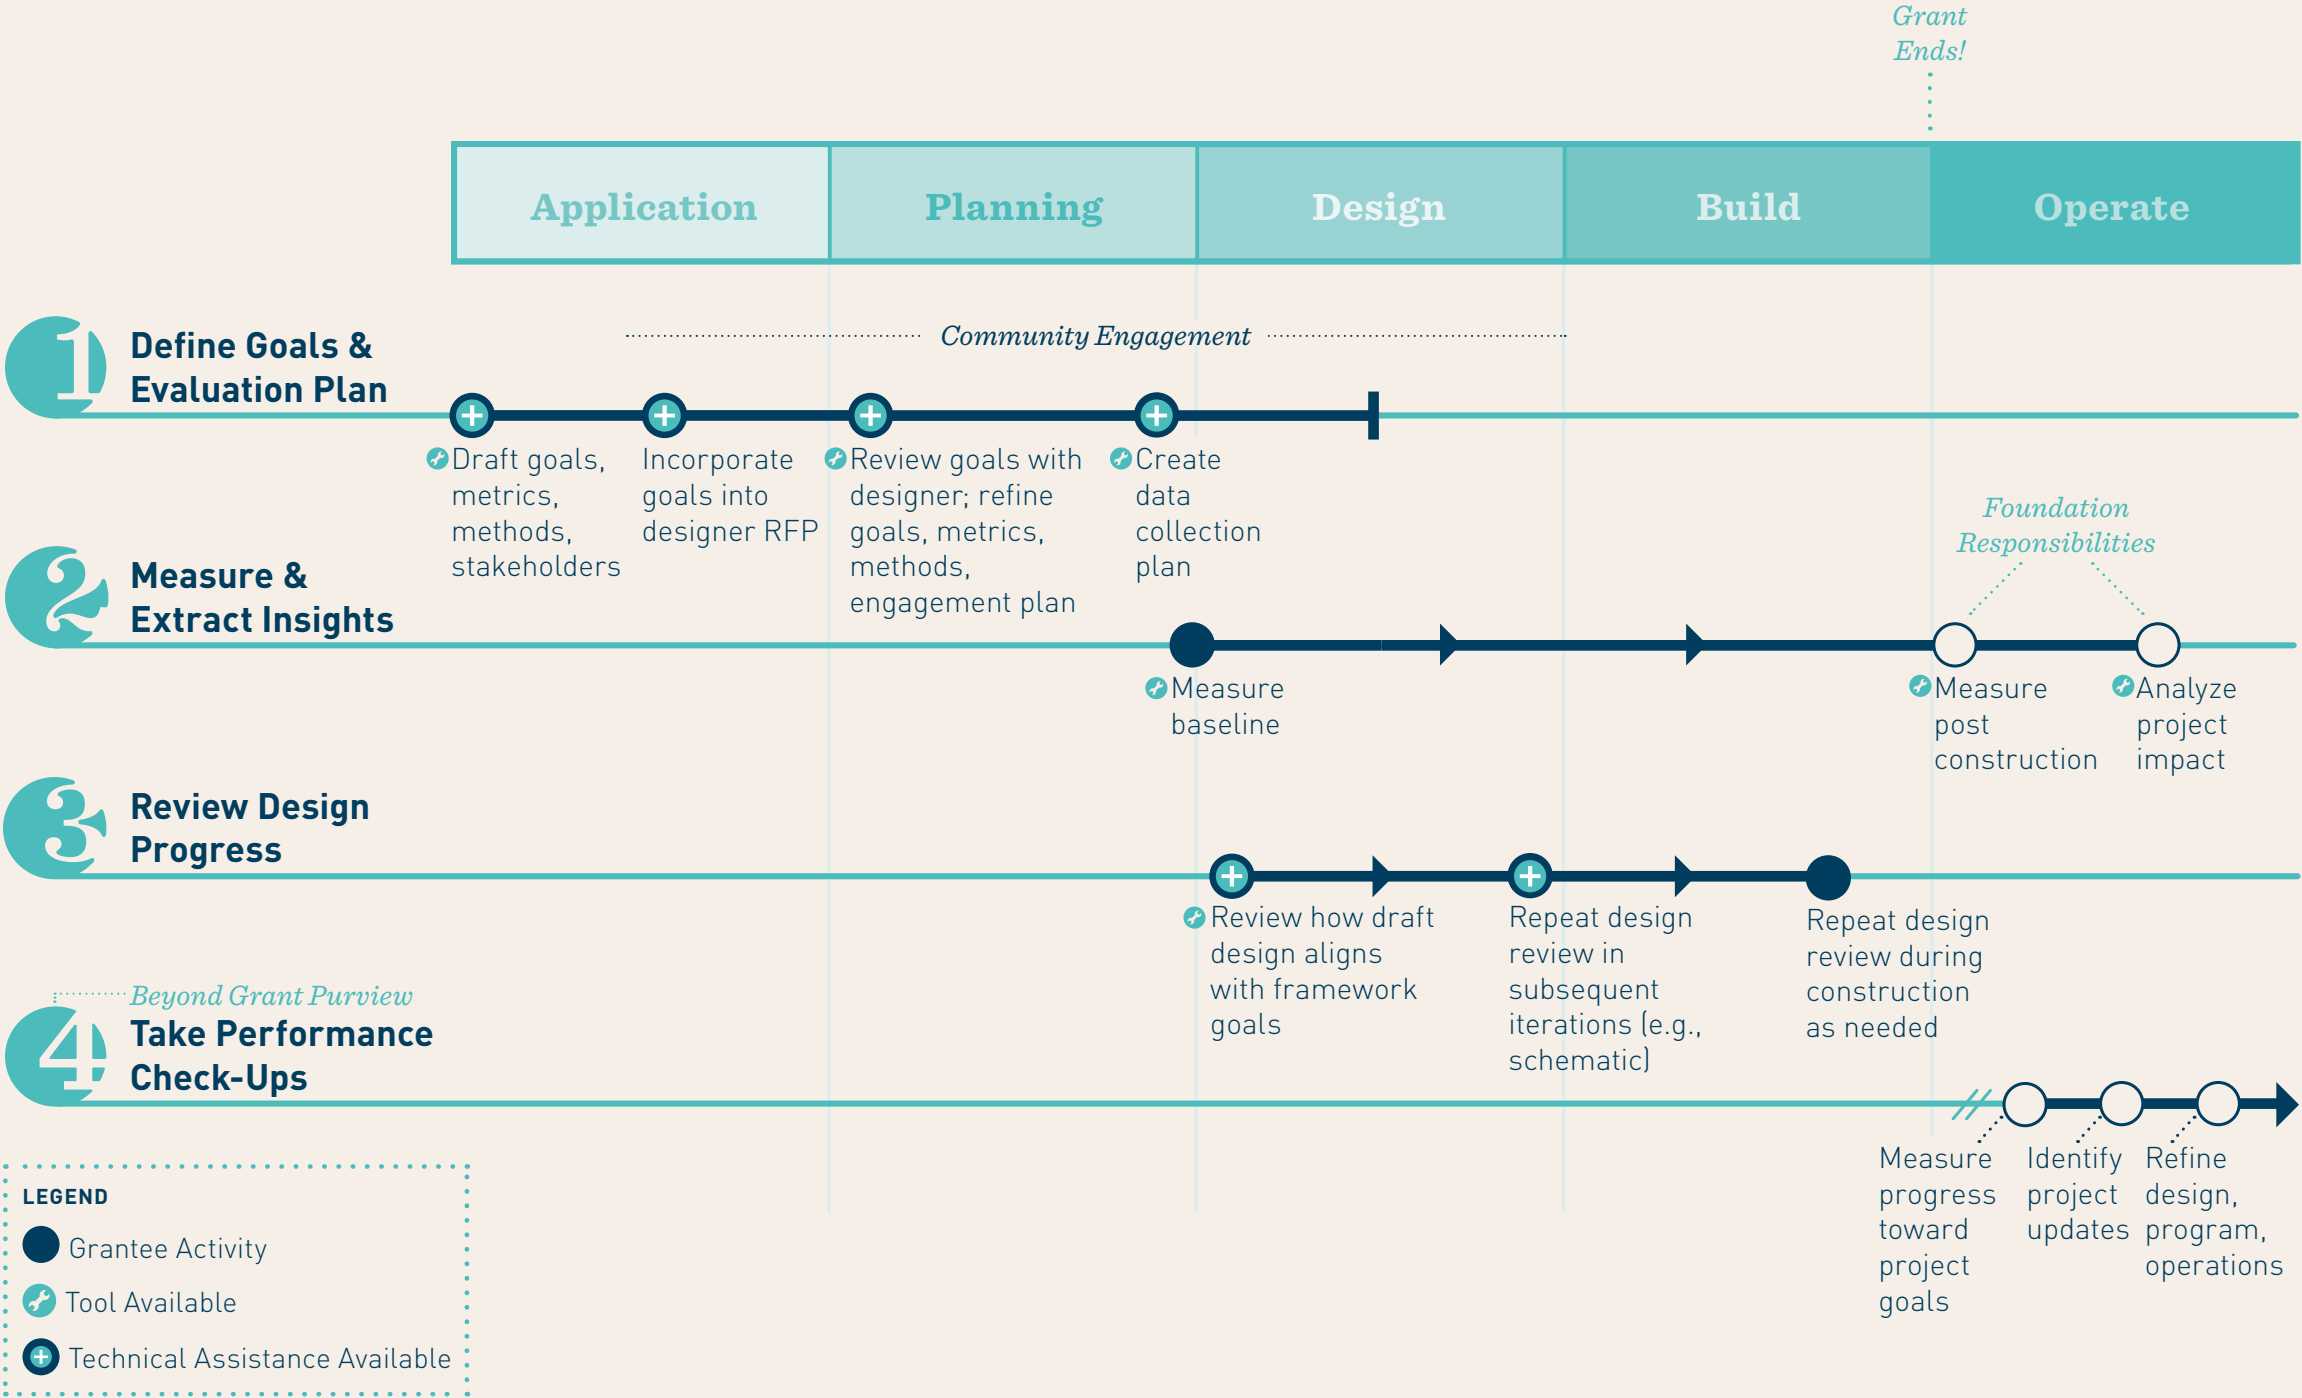 Grant
Ends!
Application
Planning
Design
Build
Operate
1
Define Goals &
Evaluation Plan
Community Engagement
Draft goals,
metrics,
methods,
stakeholders
Incorporate
goals into
designer RFP
Review goals with
designer; refine
goals, metrics,
methods,
engagement plan
Create
data
collection
plan
Foundation
Responsibilities
2
Measure &
Extract Insights
Measure
baseline
Measure
post
construction
Analyze
project
impact
3
Review Design
Progress
Review how draft
design aligns
with framework
goals
Repeat design
review in
subsequent
iterations (e.g.,
schematic)
Repeat design
review during
construction
as needed
Beyond Grant Purview
4
Take Performance
Check-Ups
Measure
progress
toward
project
goals
Identify
project
updates
Refine
design,
program,
operations
LEGEND
Grantee Activity
Tool Available
Technical Assistance Available